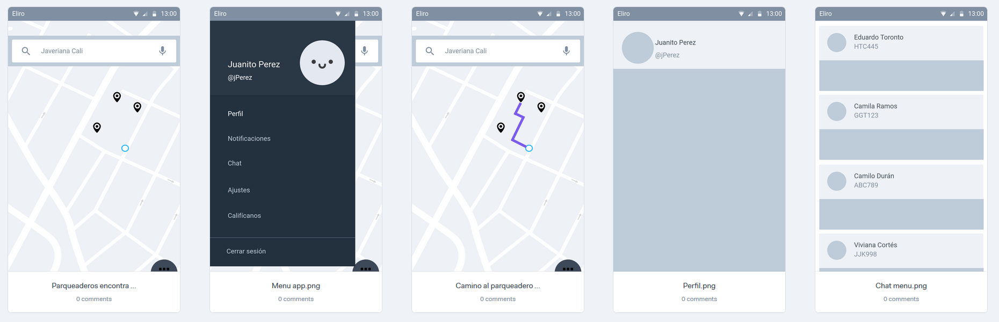 Eliro 13:00
Javeriana Cali
Parqueaderos encontra ...
0 comments
Eliro 13:00
Juanito Perez
@jPerez
Perfil
Notificaciones
Chat
Ajustes
Califícanos
Cerrar sesión
Menu app.png
0 comments
Eliro 13:00
Javeriana Cali
Camino al parqueadero ...
0 comments
Eliro 13:00
Juanito Perez
@jPerez
Perfil.png
0 comments
Eliro 13:00
Eduardo Toronto
HTC445
Camila Ramos
GGT123
Camilo Durán
ABC789
Viviana Cortés
JJK998
Chat menu.png
0 comments